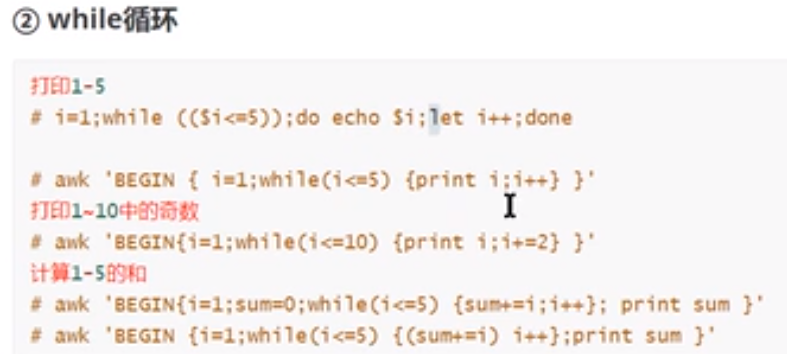 ② while循环
打印1-5
# i=1;while (($i<=5));do echo $i;let i++;done
# awk 'BEGIN { i=1;while(i<=5) {print i;i++} }'
打印1~10中的奇数
# awk 'BEGIN{i=1;while(i<=10) {print i;i+=2} }'
计算1-5的和
# awk 'BEGIN{i=1;sum=0;while(i<=5) {sum+=i;i++}; print sum }'
# awk 'BEGIN {i=1;while(i<=5) {(sum+=i) i++};print sum }'